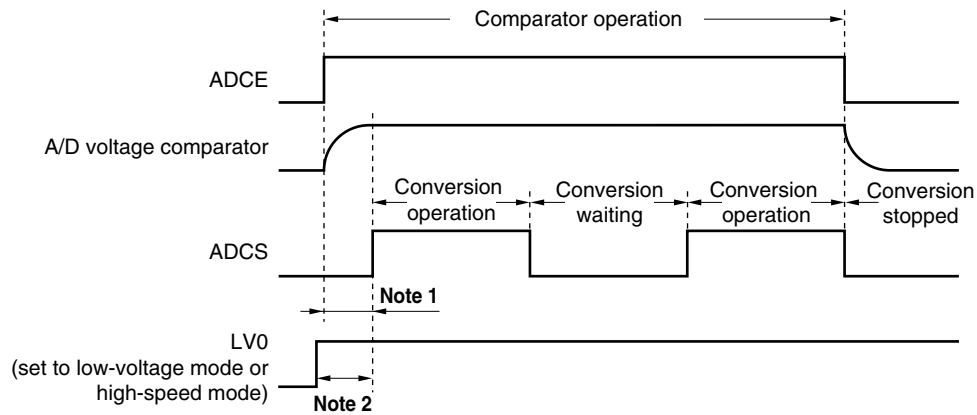 Comparator operation
ADCE
A/D voltage comparator
Conversion
operation
Conversion
waiting
Conversion
operation
Conversion
stopped
ADCS
Note 1
LV0
(set to low-voltage mode or
high-speed mode)
Note 2